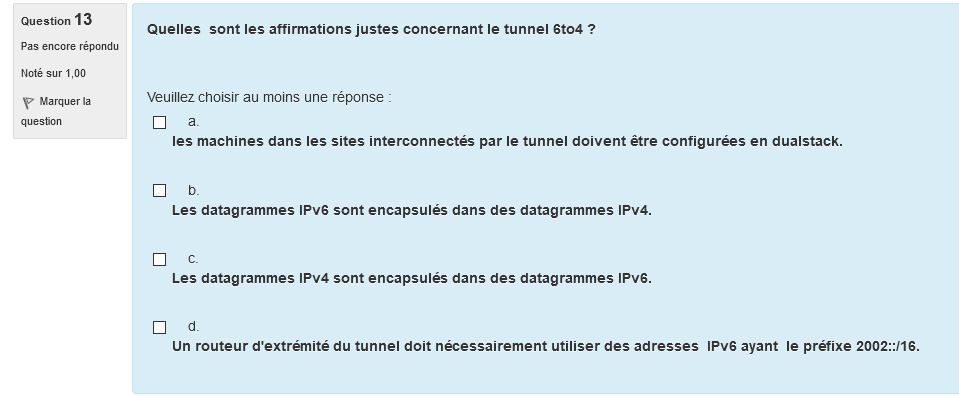 Question 13
Pas encore répondu
Noté sur 1,00
Marquer la
question
Quelles sont les affirmations justes concernant le tunnel 6to4 ?
Veuillez choisir au moins une réponse :
a.
les machines dans les sites interconnectés par le tunnel doivent être configurées en dualstack.
b.
Les datagrammes IPv6 sont encapsulés dans des datagrammes IPv4.
c.
Les datagrammes IPv4 sont encapsulés dans des datagrammes IPv6.
d.
Un routeur d'extrémité du tunnel doit nécessairement utiliser des adresses IPv6 ayant le préfixe 2002::/16.